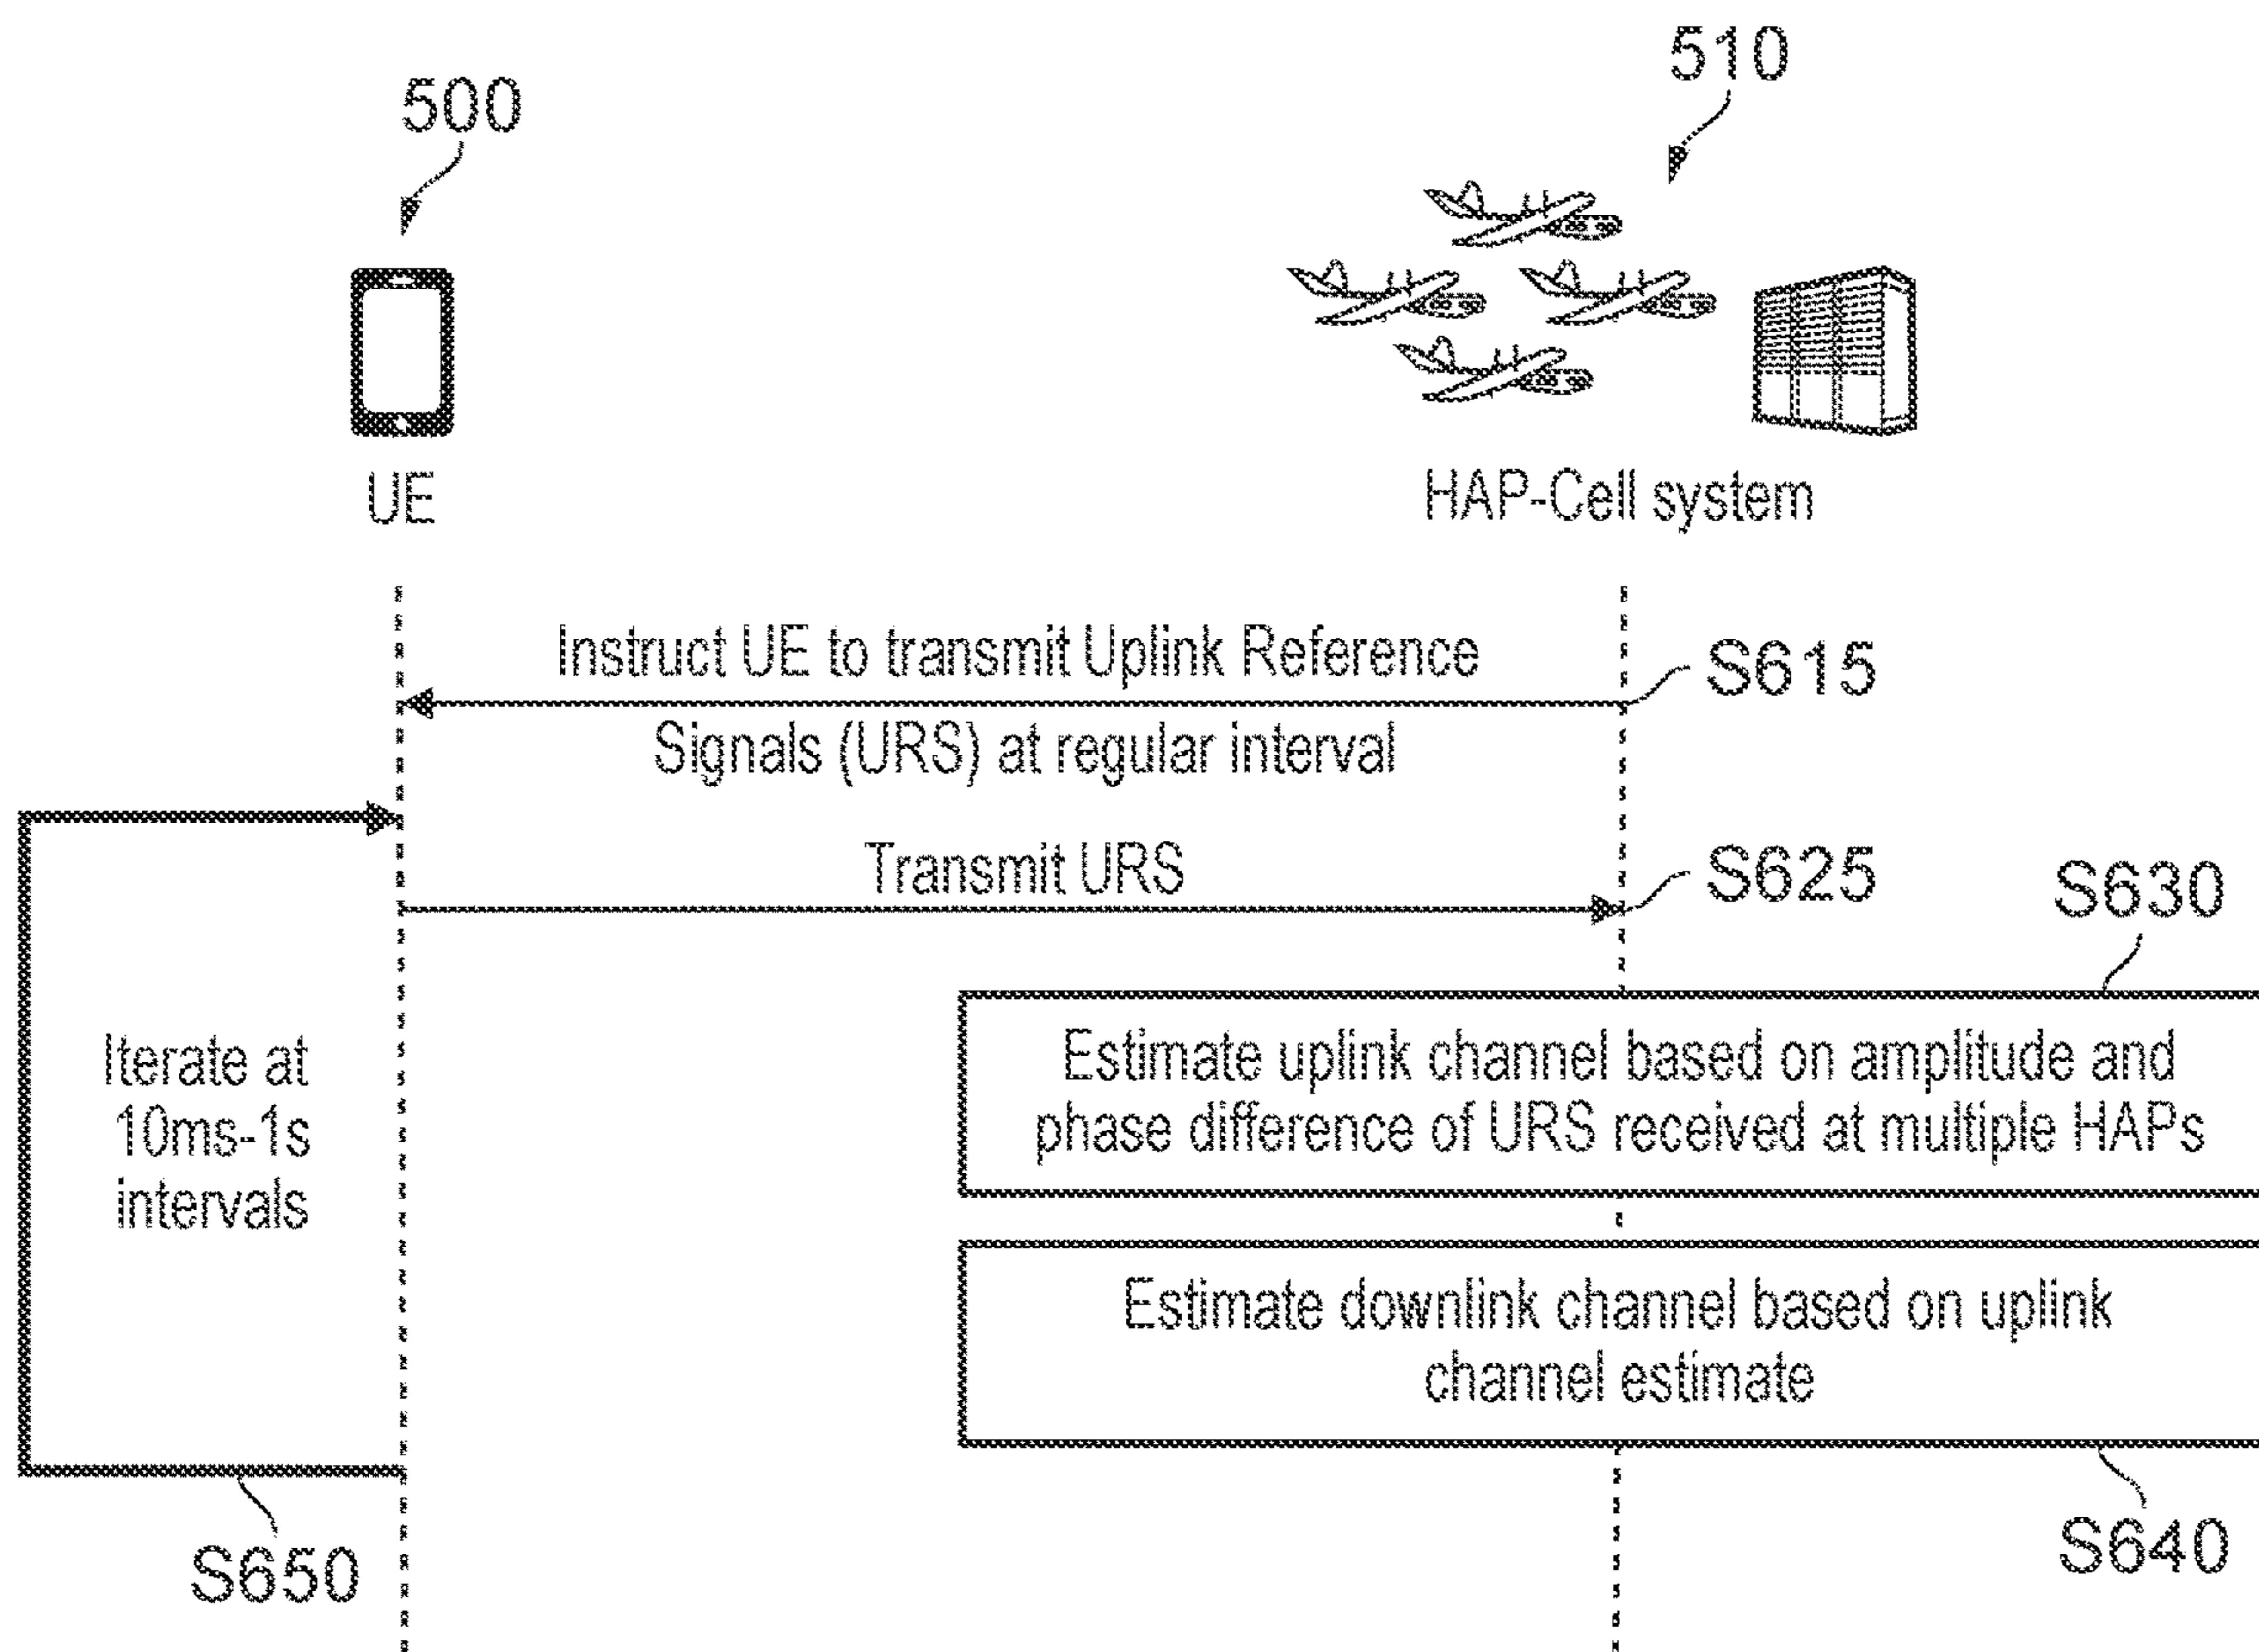 500
510
UE
HAP-Cell system
Instruct UE to transmit Uplink Reference
S615
Signals (URS) at regular interval
Transmit URS
S625
S630
Estimate uplink channel based on amplitude and
phase difference of URS received at multiple HAPs
Iterate at
10ms-1s
intervals
Estimate downlink channel based on uplink
channel estimate
S650
S640